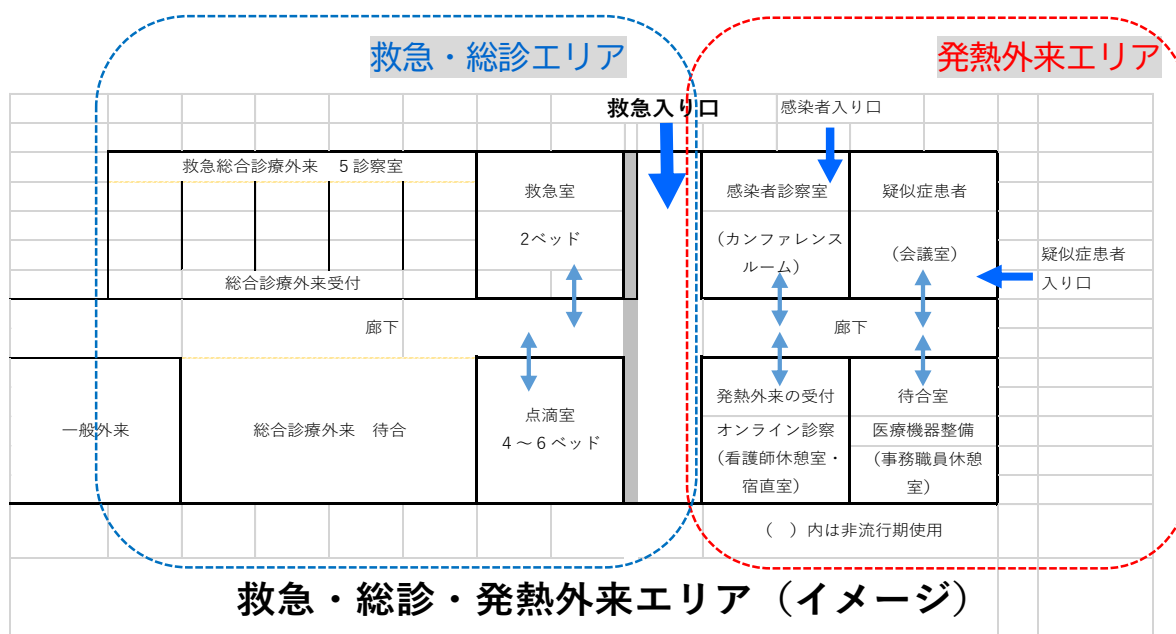 救急・総診エリア
発熱外来エリア
救急入り口
感染者入り口
救急総合診療外来　5診察室
救急室
2ベッド
感染者診察室
(カンファレンス
ルーム)
疑似症患者
(会議室)
疑似症患者
入り口
総合診療外来受付
廊下
廊下
一般外来
総合診療外来　待合
点滴室
4～6ベッド
発熱外来の受付
オンライン診察
(看護師休憩室・
宿直室)
待合室
医療機器整備
(事務職員休憩
室)
(　)内は非流行期使用
救急・総診・発熱外来エリア（イメージ）